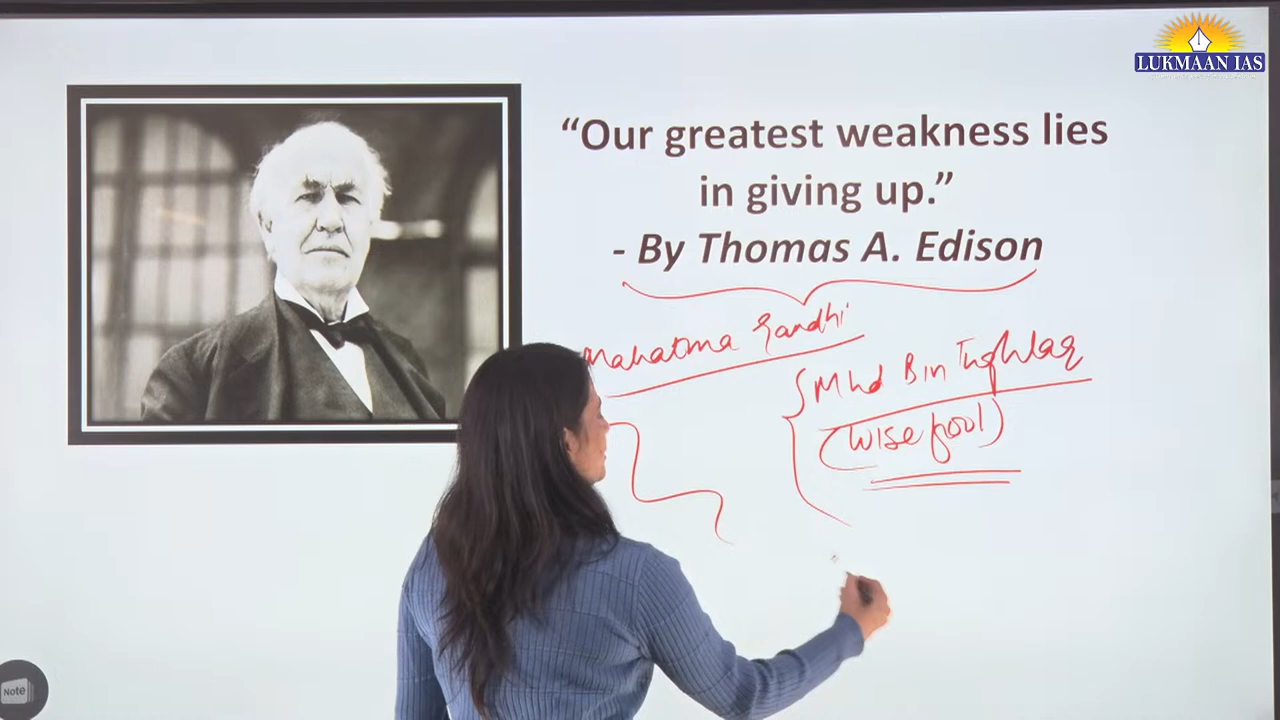 LUKMAAN IAS
“Our greatest weakness lies
in giving up.”
- By Thomas A. Edison
Mahatma Gandhi
Mhd Bin Tughlaq
(wise fool)
Note